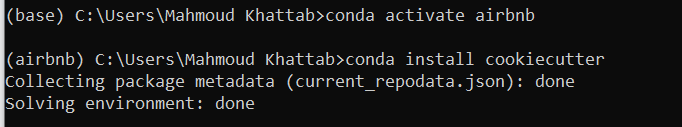 (base) C:\Users\Mahmoud Khattab>conda activate airbnb
(airbnb) C:\Users\Mahmoud Khattab>conda install cookiecutter
Collecting package metadata (current_repodata.json): done
Solving environment: done